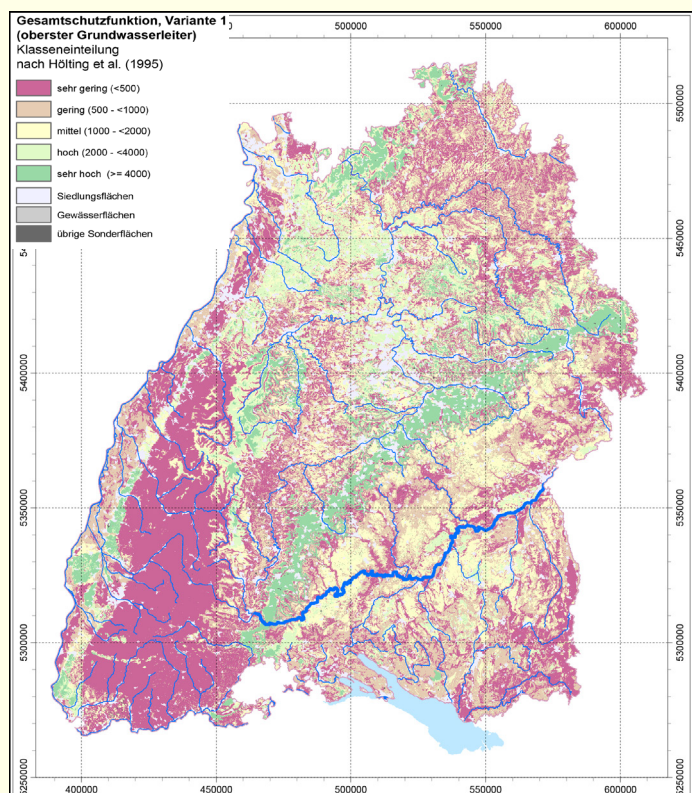 Gesamtschutzfunktion, Variante 1
(oberster Grundwasserleiter)
Klasseneinteilung
nach Hölting et al. (1995)
sehr gering (<500)
gering (500 - <1000)
mittel (1000 - <2000)
hoch (2000 - <4000)
sehr hoch (>= 4000)
Siedlungsflächen
Gewässerflächen
übrige Sonderflächen
500000 550000 600000
5500000
5450000
5400000
5350000
5300000
5250000
5400000
5350000
5300000
5250000
400000 450000 500000 550000 600000